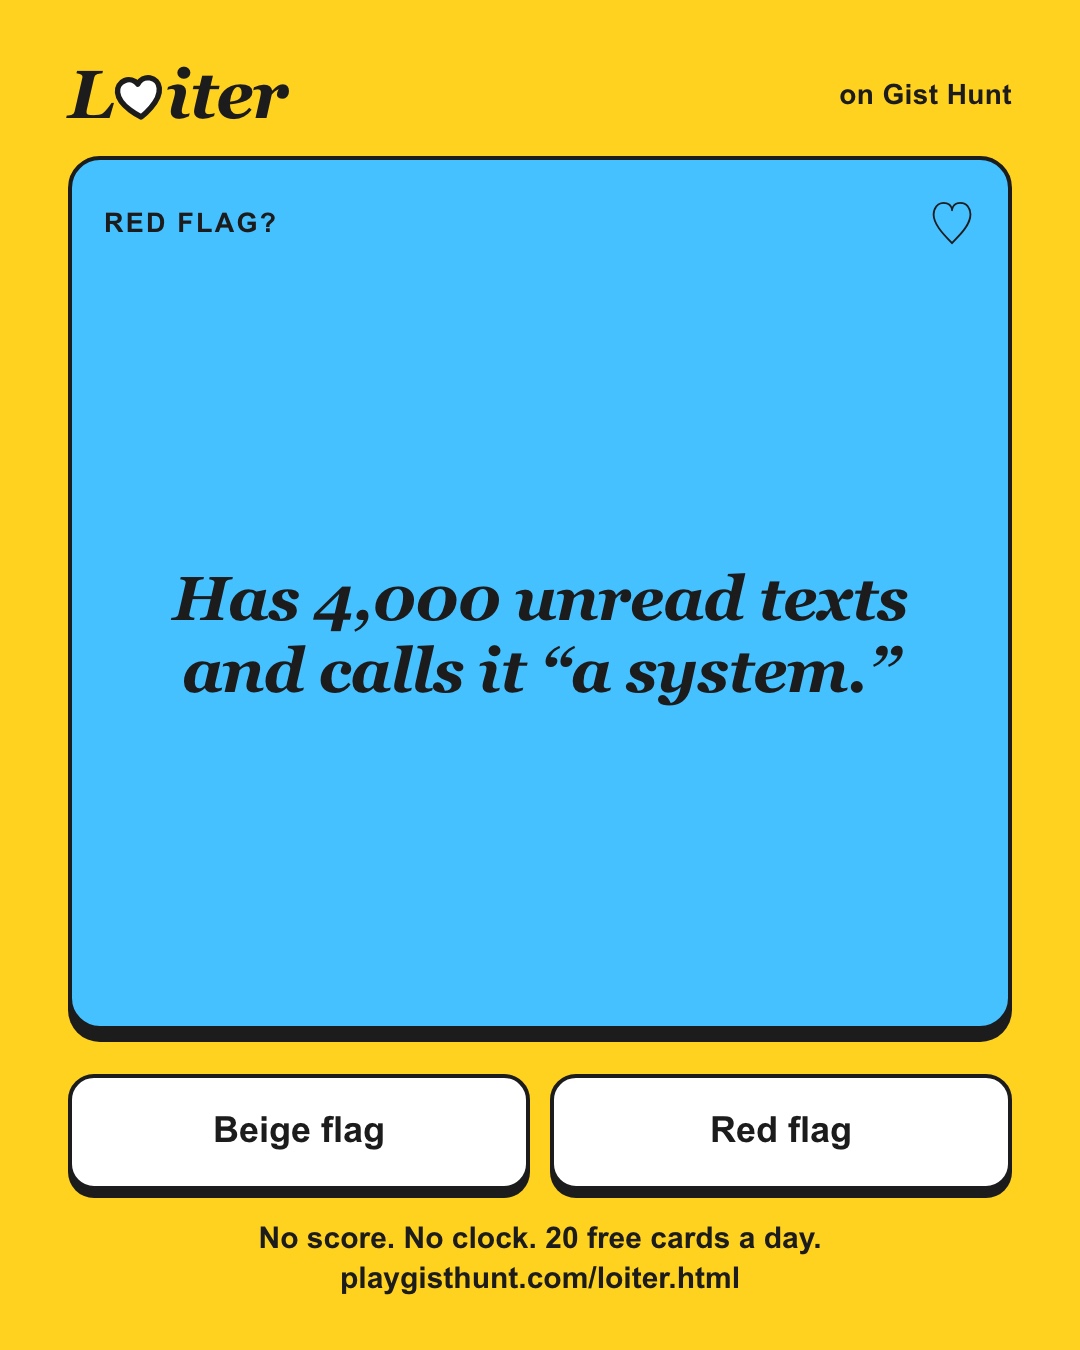 Loiter
on Gist Hunt
RED FLAG?
Has 4,000 unread texts
and calls it “a system.”
Beige flag
Red flag
No score. No clock. 20 free cards a day.
playgisthunt.com/loiter.html